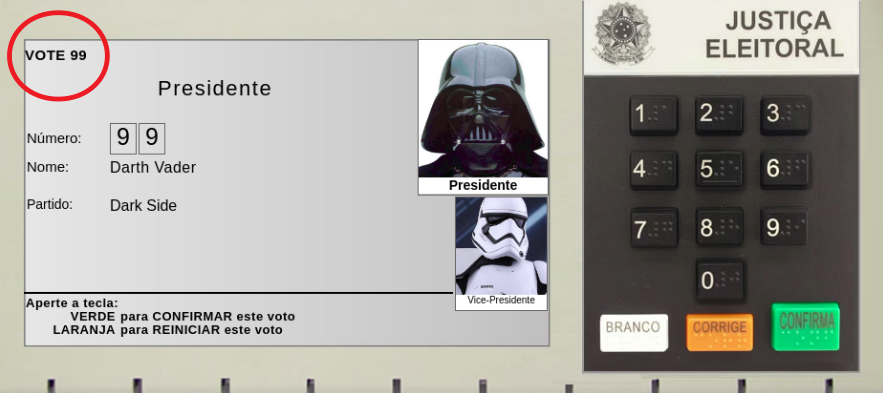 VOTE 99
Presidente
Número: 9 9
Nome: Darth Vader
Partido: Dark Side
Presidente
Vice-Presidente
Aperte a tecla:
VERDE para CONFIRMAR este voto
LARANJA para REINICIAR este voto
JUSTIÇA
ELEITORAL
1 2 3
4 5 6
7 8 9
0
BRANCO CORRIGE CONFIRMA